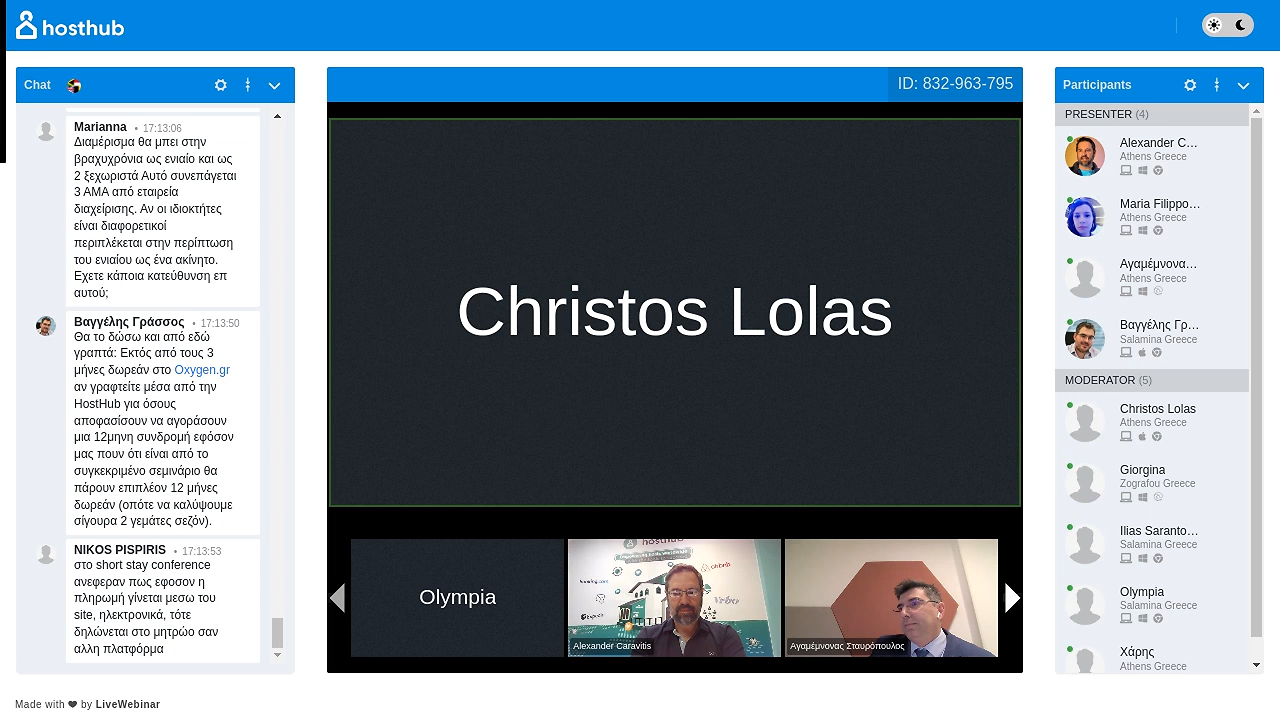 hosthub
Chat
Marianna • 17:13:06
Διαμέρισμα θα μπει στην
βραχυχρόνια ως ενιαίο και ως
2 ξεχωριστά Αυτό συνεπάγεται
3 ΑΜΑ από εταιρεία
διαχείρισης. Αν οι ιδιοκτήτες
είναι διαφορετικοί
περιπλέκεται στην περίπτωση
του ενιαίου ως ένα ακίνητο.
Εχετε κάποια κατεύθυνση επ
αυτού;
Βαγγέλης Γράσσος • 17:13:50
Θα το δώσω και από εδώ
γραπτά: Εκτός από τους 3
μήνες δωρεάν στο Oxygen.gr
αν γραφτείτε μέσα από την
HostHub για όσους
αποφασίσουν να αγοράσουν
μια 12μηνη συνδρομή εφόσον
μας πουν ότι είναι από το
συγκεκριμένο σεμινάριο θα
πάρουν επιπλέον 12 μήνες
δωρεάν (οπότε να καλύψουμε
σίγουρα 2 γεμάτες σεζόν).
NIKOS PISPIRIS • 17:13:53
στο short stay conference
ανεφεραν πως εφοσον η
πληρωμή γίνεται μεσω του
site, ηλεκτρονικά, τότε
δηλώνεται στο μητρώο σαν
αλλη πλατφόρμα
ID: 832-963-795
Christos Lolas
Olympia
hosthub
booking.com
airbnb
Vrbo
Expedia
Alexander Caravitis
Αγαμέμνονας Σταυρόπουλος
Participants
PRESENTER (4)
Alexander C...
Athens Greece
Maria Filippo...
Athens Greece
Αγαμέμνονα...
Athens Greece
Βαγγέλης Γρ...
Salamina Greece
MODERATOR (5)
Christos Lolas
Athens Greece
Giorgina
Zografou Greece
Ilias Saranto...
Salamina Greece
Olympia
Salamina Greece
Χάρης
Athens Greece
Made with ❤ by LiveWebinar